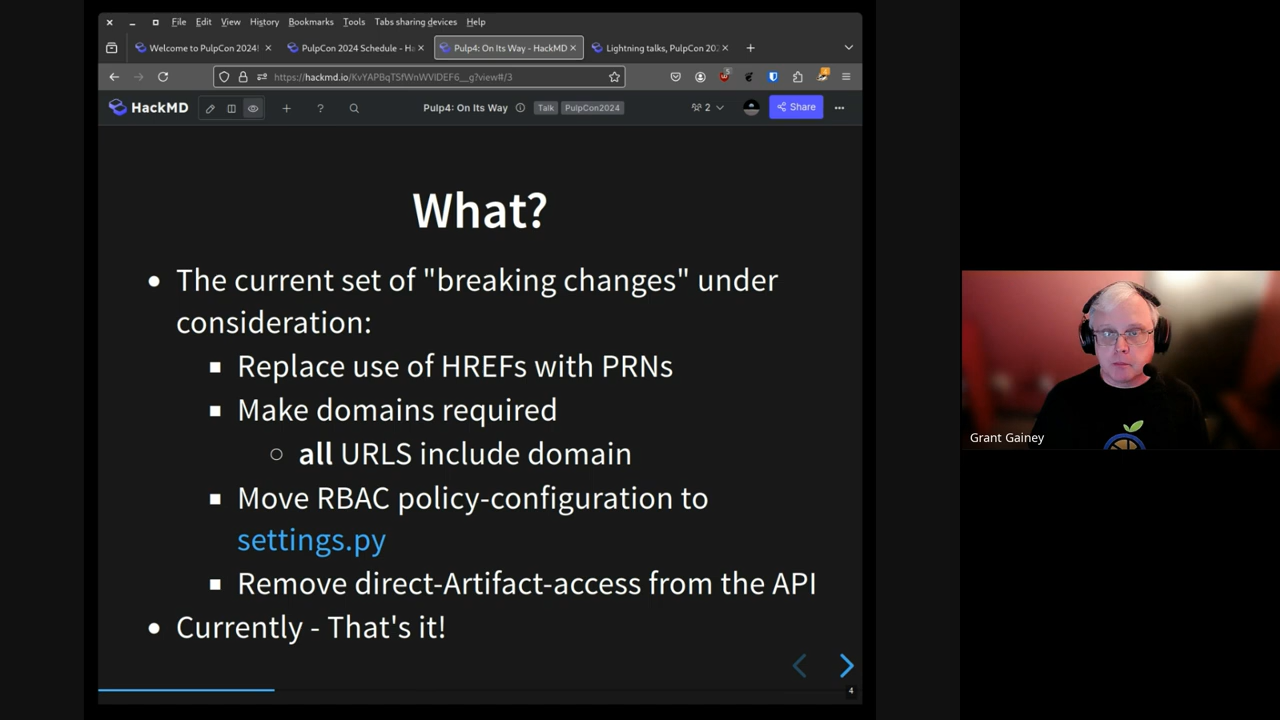 File Edit View History Bookmarks Tools Tabs sharing devices Help
Welcome to PulpCon 2024!
PulpCon 2024 Schedule - Ha
Pulp4: On Its Way - HackMD
Lightning talks, PulpCon 202
https://hackmd.io/KvYAPBqTSfWnWVlDEF6__g?view#/3
HackMD
Pulp4: On Its Way
Talk
PulpCon2024
2
Share
What?
The current set of "breaking changes" under
consideration:
Replace use of HREFs with PRNs
Make domains required
all URLS include domain
Move RBAC policy-configuration to
settings.py
Remove direct-Artifact-access from the API
Currently - That's it!
4
Grant Gainey